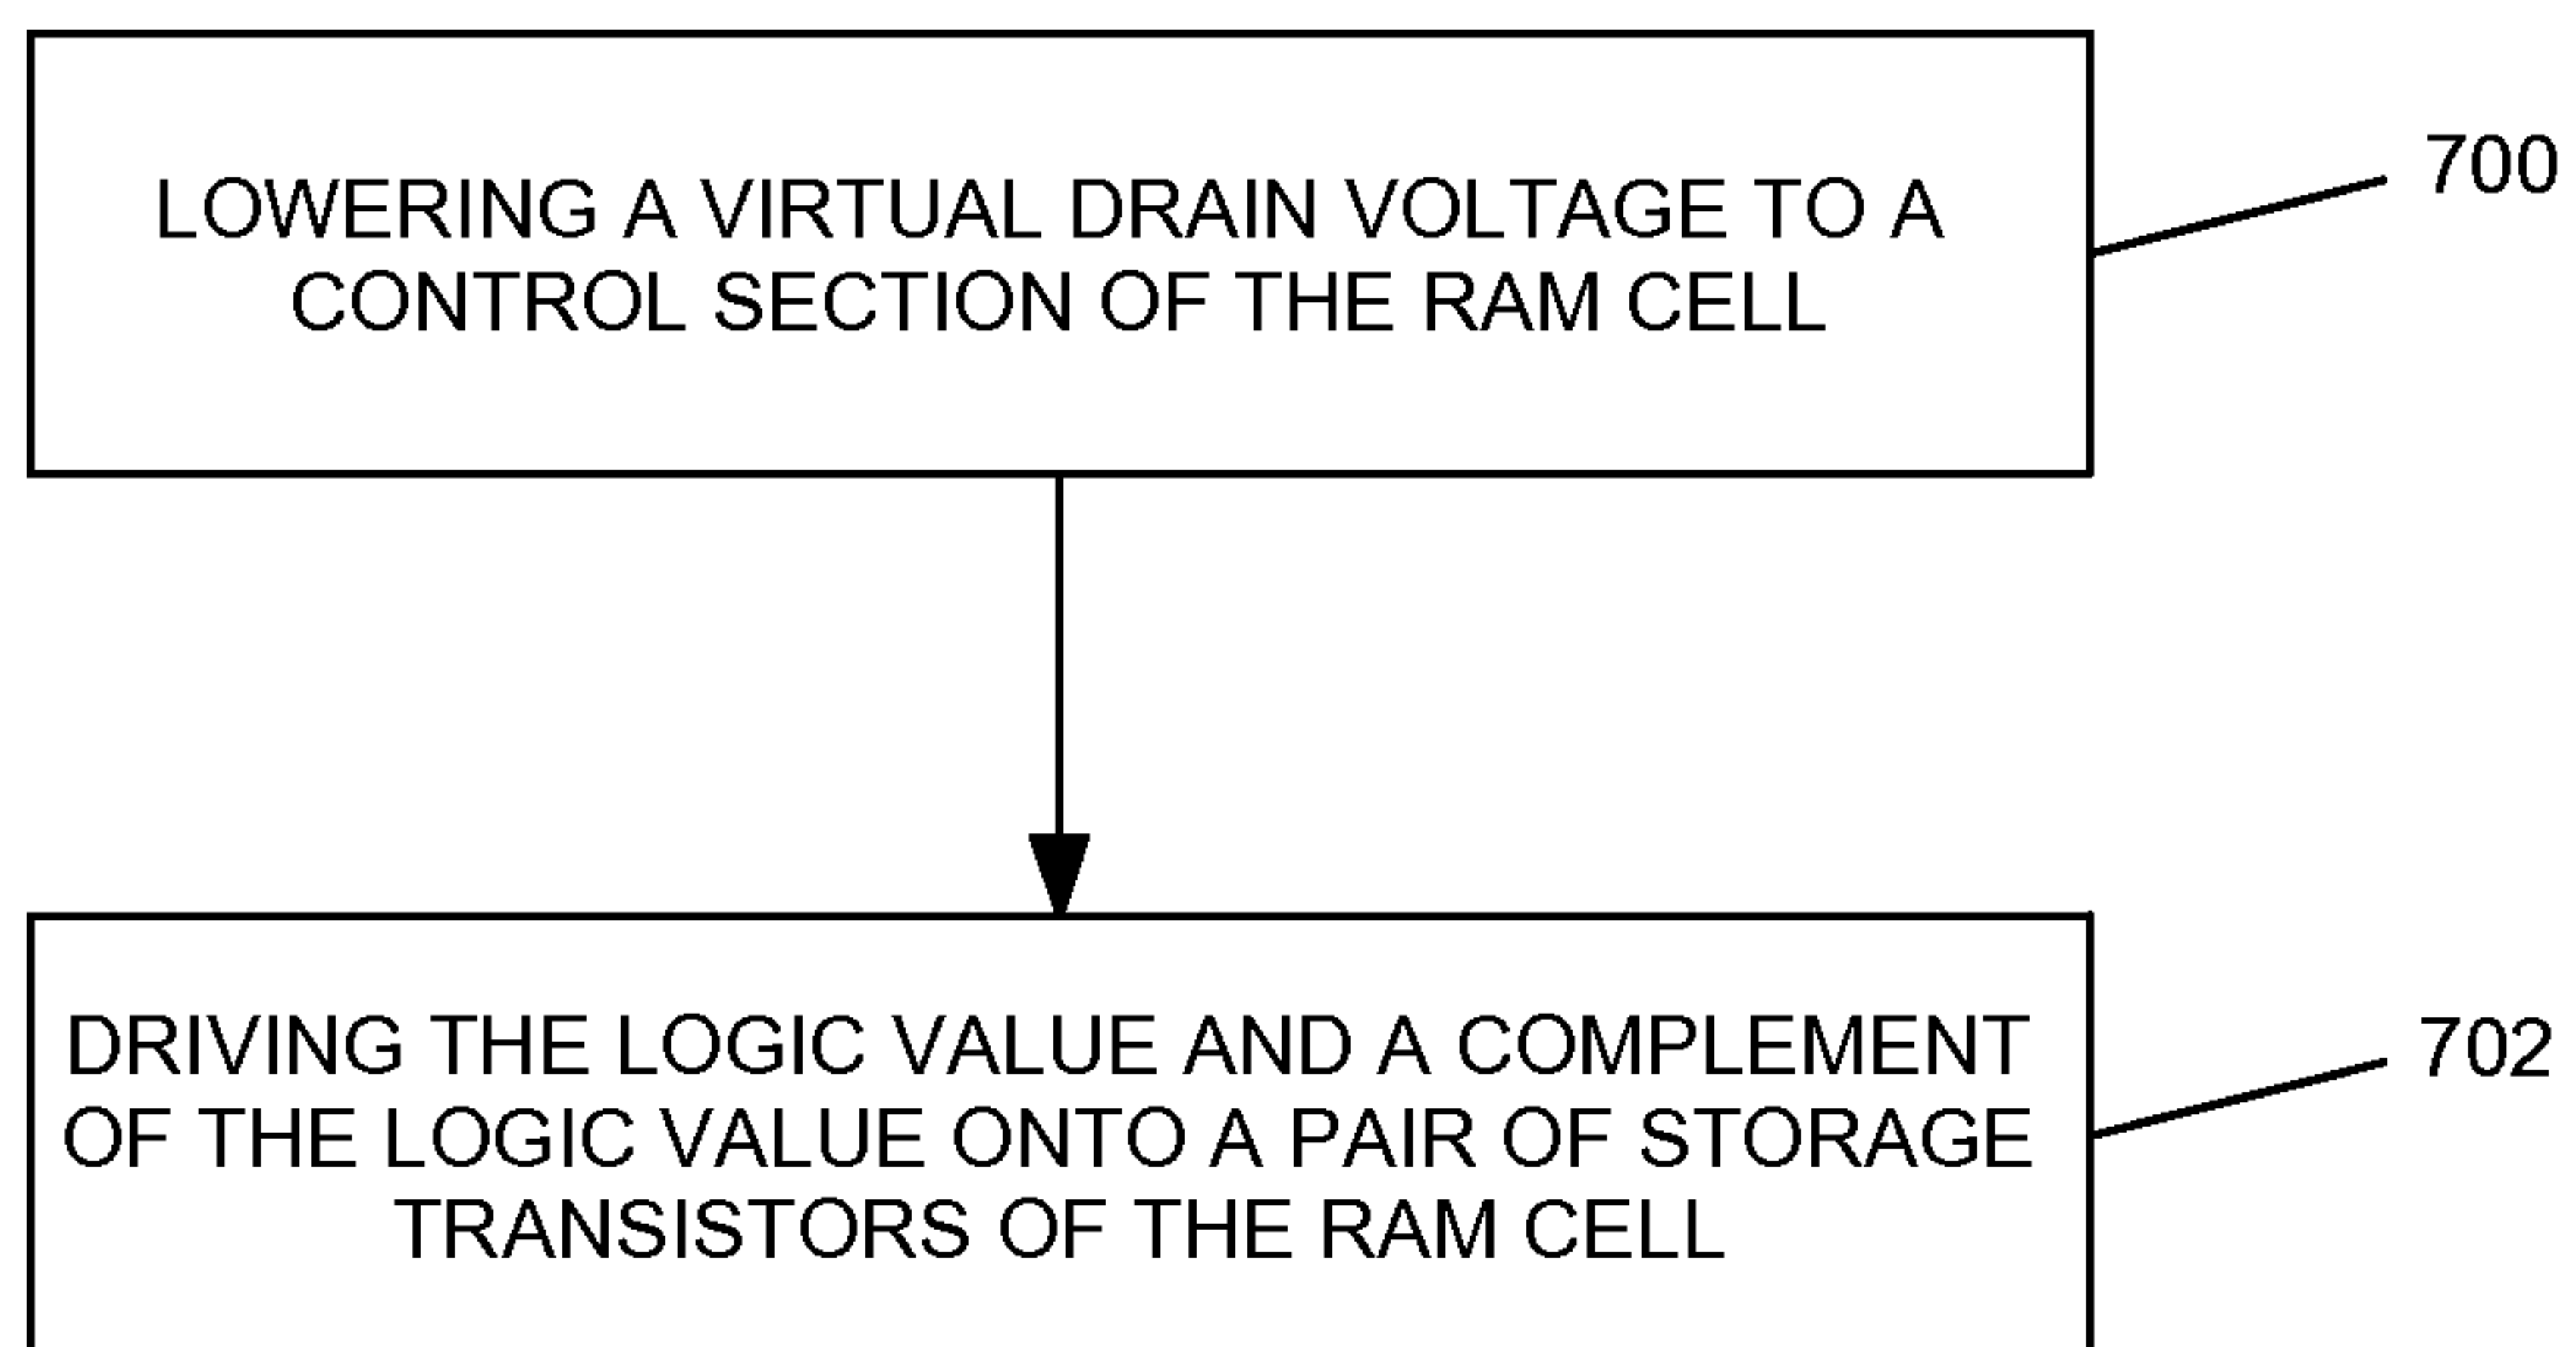 LOWERING A VIRTUAL DRAIN VOLTAGE TO A
CONTROL SECTION OF THE RAM CELL
700
DRIVING THE LOGIC VALUE AND A COMPLEMENT
OF THE LOGIC VALUE ONTO A PAIR OF STORAGE
TRANSISTORS OF THE RAM CELL
702